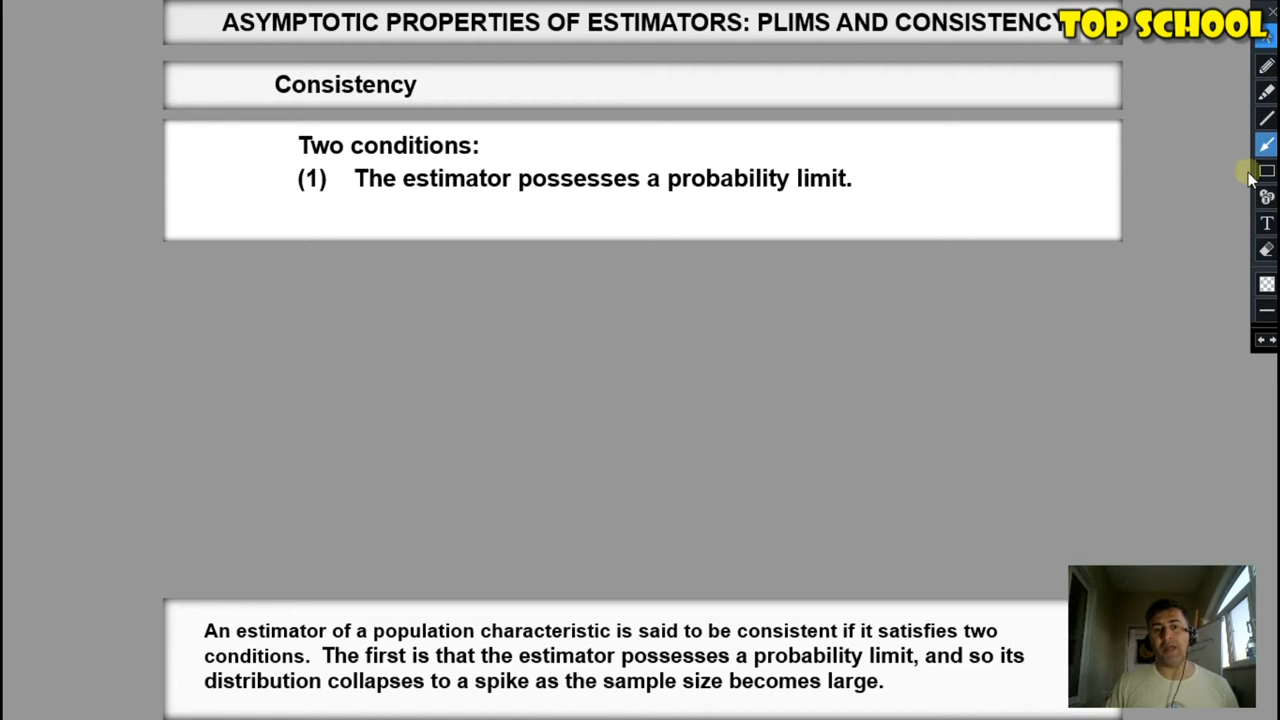 ASYMPTOTIC PROPERTIES OF ESTIMATORS: PLIMS AND CONSISTENCY
TOP SCHOOL
Consistency
Two conditions:
(1) The estimator possesses a probability limit.
An estimator of a population characteristic is said to be consistent if it satisfies two
conditions. The first is that the estimator possesses a probability limit, and so its
distribution collapses to a spike as the sample size becomes large.